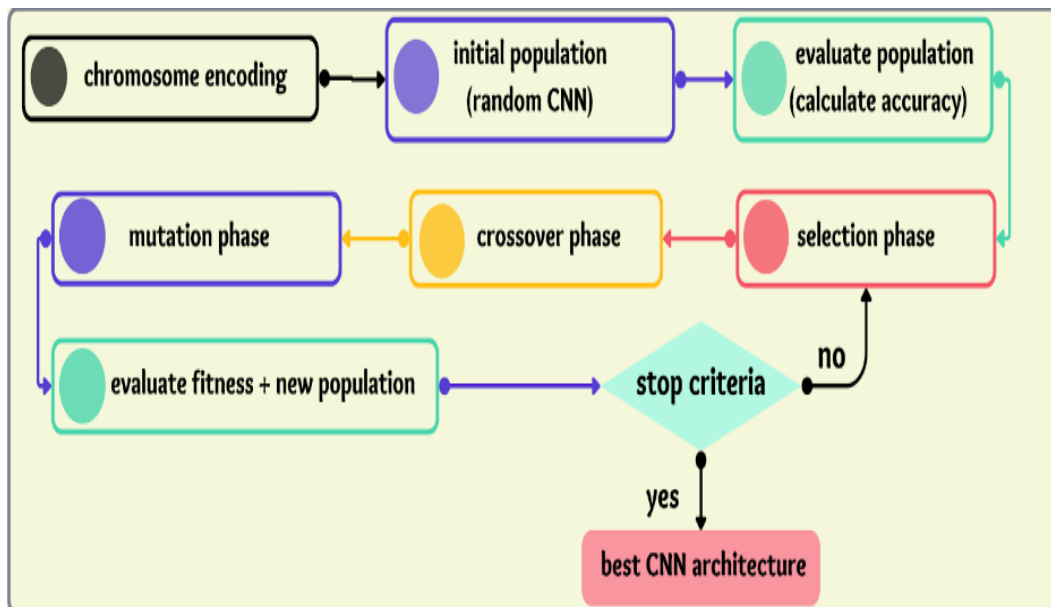 chromosome encoding
initial population
(random CNN)
evaluate population
(calculate accuracy)
mutation phase
crossover phase
selection phase
evaluate fitness + new population
stop criteria
no
yes
best CNN architecture